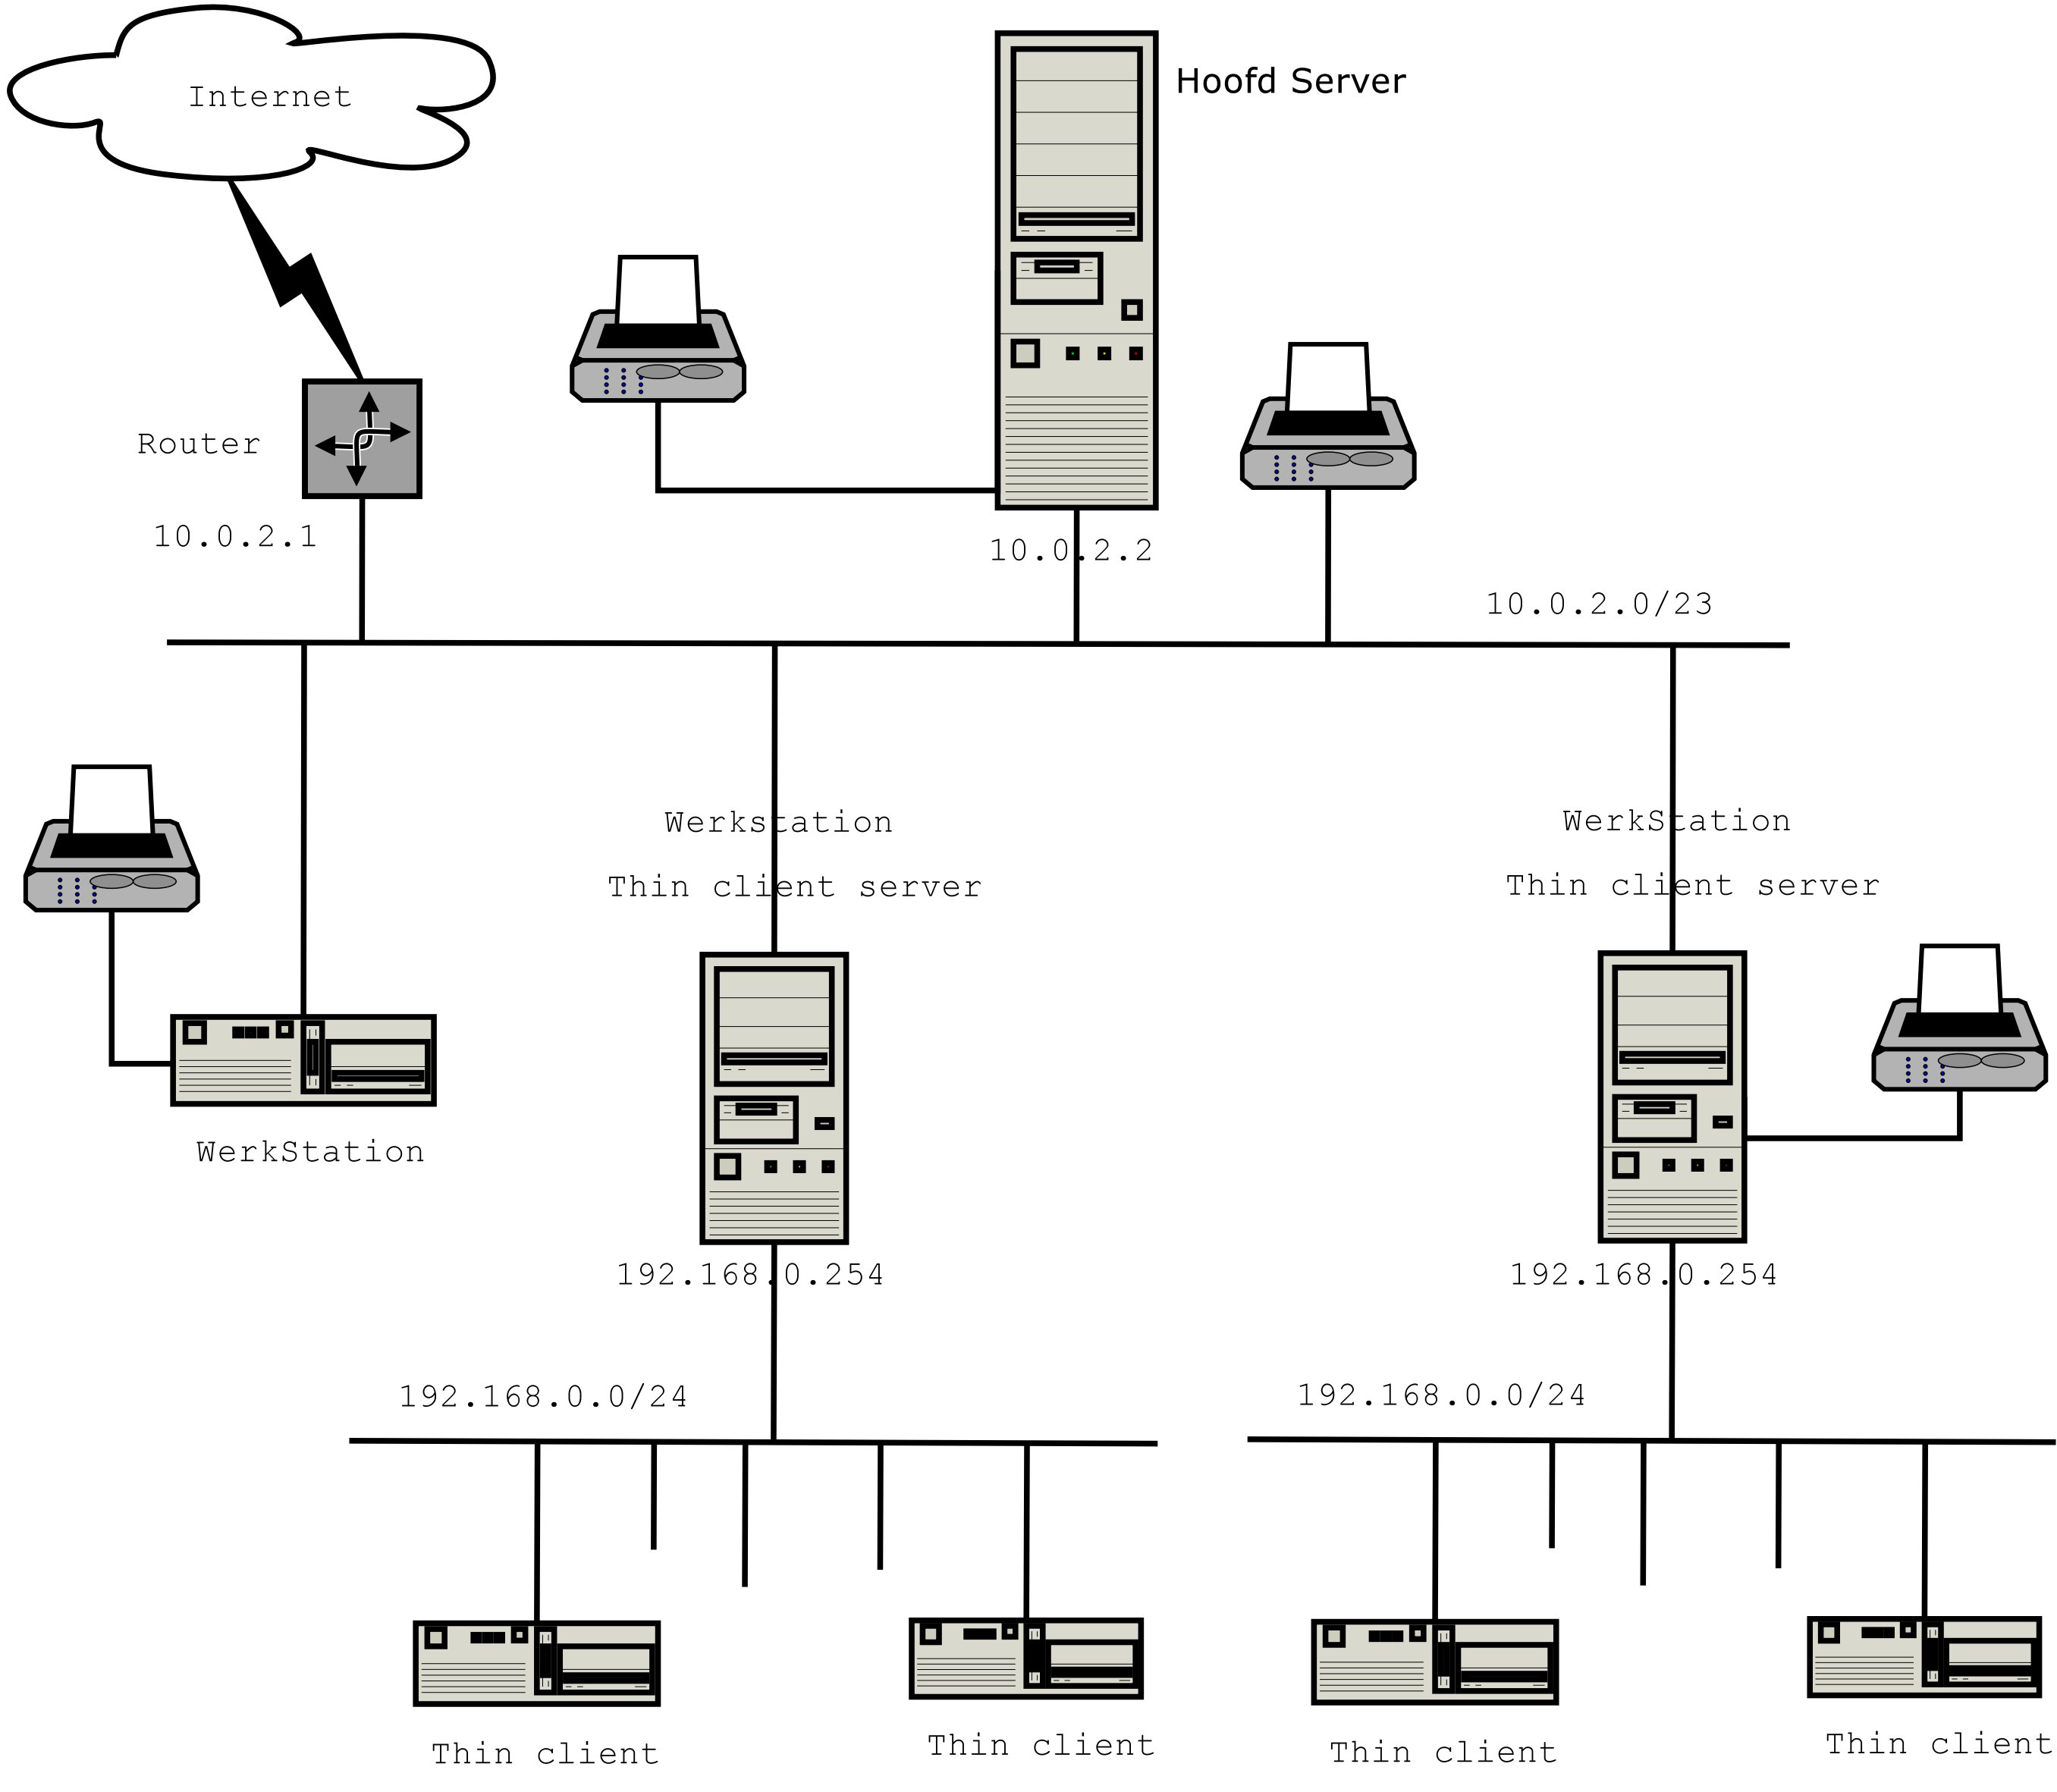 Internet
Hoofd Server
Router
10.0.2.1
10.0.2.2
10.0.2.0/23
Werkstation
Thin client server
WerkStation
Thin client server
WerkStation
192.168.0.254
192.168.0.254
192.168.0.0/24
192.168.0.0/24
Thin client
Thin client
Thin client
Thin client